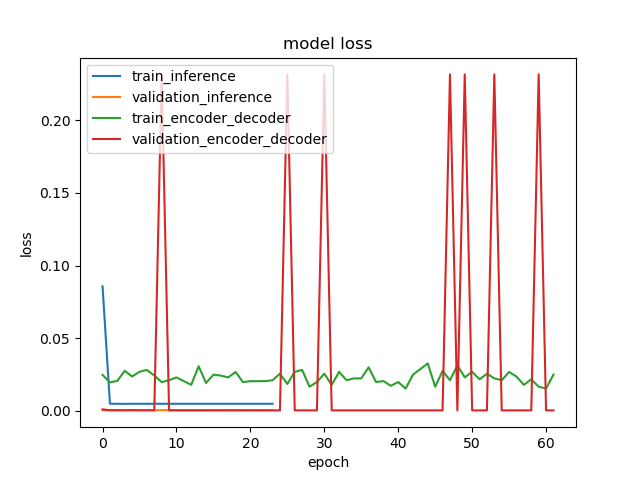 model loss
train_inference
validation_inference
train_encoder_decoder
validation_encoder_decoder
0.20
0.15
0.10
0.05
0.00
loss
0 10 20 30 40 50 60
epoch